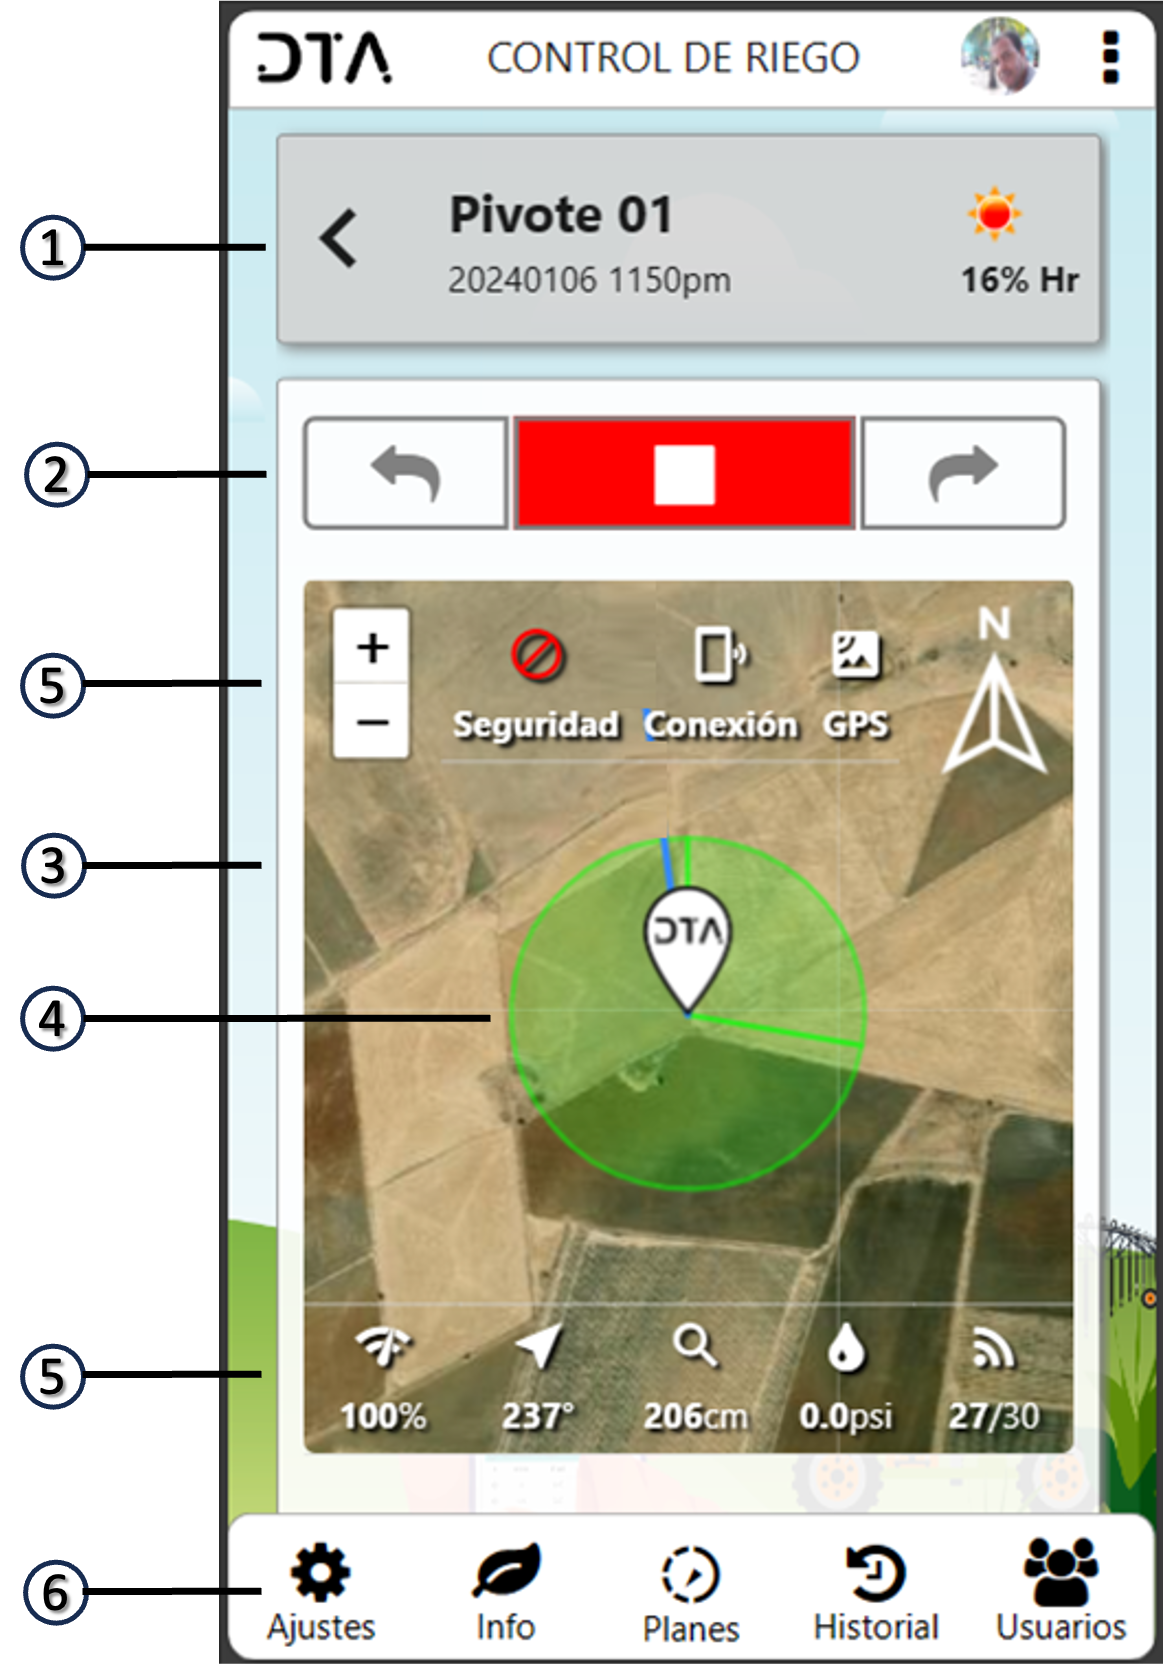 DTA CONTROL DE RIEGO
1
Pivote 01
20240106 1150pm
16% Hr
2
5
+
−
Seguridad Conexión GPS
N
3
DTA
4
5
100% 237° 206cm 0.0psi 27/30
6
Ajustes Info Planes Historial Usuarios